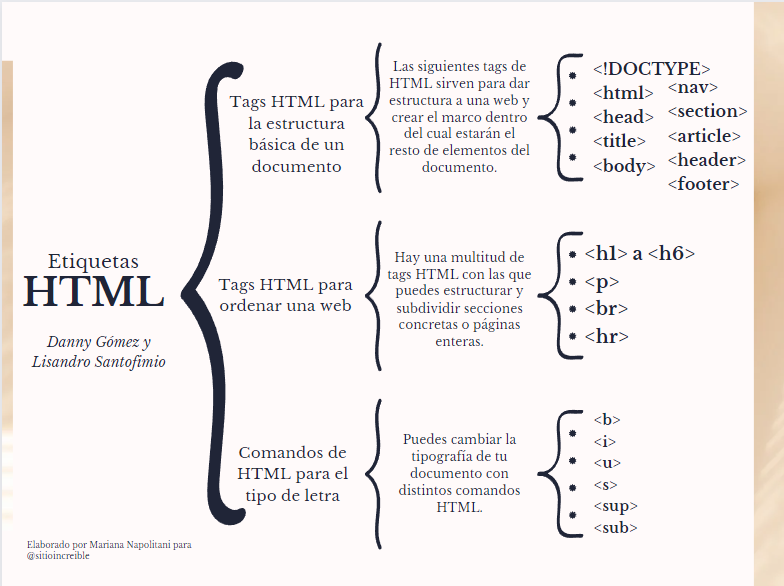 Etiquetas
HTML
Danny Gómez y
Lisandro Santofimio
Tags HTML para
la estructura
básica de un
documento
Las siguientes tags de
HTML sirven para dar
estructura a una web y
crear el marco dentro
del cual estarán el
resto de elementos del
documento.
<!DOCTYPE>
<html>
<head>
<title>
<body>
<nav>
<section>
<article>
<header>
<footer>
Tags HTML para
ordenar una web
Hay una multitud de
tags HTML con las que
puedes estructurar y
subdividir secciones
concretas o páginas
enteras.
<h1> a <h6>
<p>
<br>
<hr>
Comandos de
HTML para el
tipo de letra
Puedes cambiar la
tipografía de tu
documento con
distintos comandos
HTML.
<b>
<i>
<u>
<s>
<sup>
<sub>
Elaborado por Mariana Napolitani para
@sitioincreible